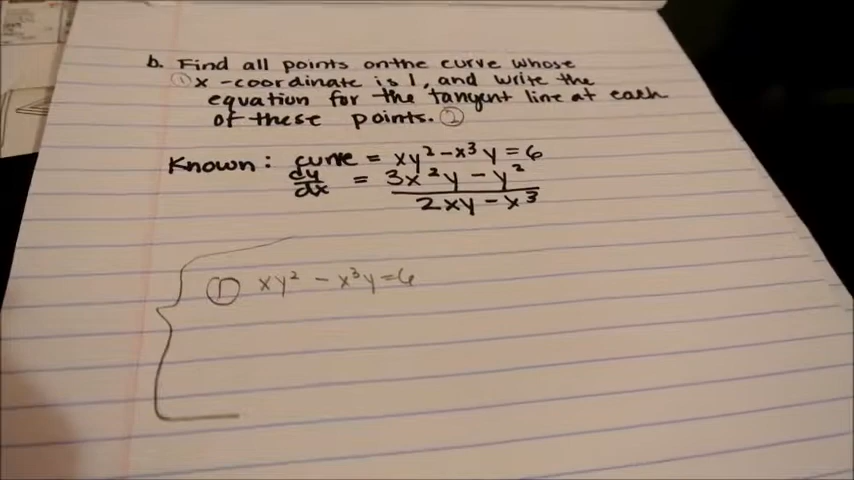 b. Find all points on the curve whose
① x-coordinate is 1, and write the
equation for the tangent line at each
of these points. ②
Known: curve = xy² - x³y = 6
dy/dx = 3x²y - y² / 2xy - x³
① xy² - x³y = 6